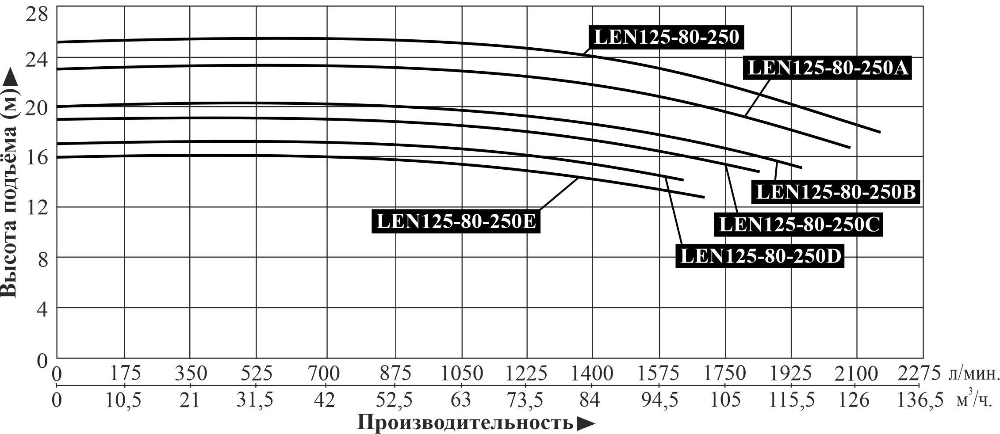 28
24
20
16
12
8
4
0
Высота подъёма (м)
LEN125-80-250
LEN125-80-250A
LEN125-80-250B
LEN125-80-250C
LEN125-80-250D
LEN125-80-250E
0 175 350 525 700 875 1050 1225 1400 1575 1750 1925 2100 2275 л/мин.
0 10,5 21 31,5 42 52,5 63 73,5 84 94,5 105 115,5 126 136,5 м³/ч.
Производительность